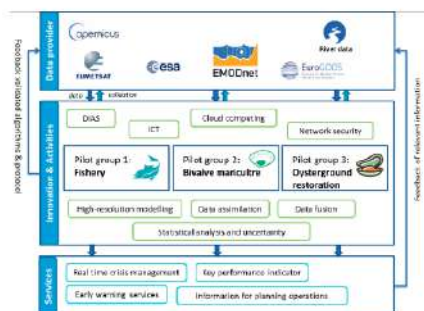 Feedback validated algorithms & protocol
Data provider
Copernicus
EUMETSAT
esa
EMODnet
River data
EuroGOOS
data
validation
Innovation & Activities
DIAS
ICT
Cloud computing
Network security
Pilot group 1:
Fishery
Pilot group 2:
Bivalve maricultre
Pilot group 3:
Oysterground
restoration
High-resolution modelling
Data assimilation
Data fusion
Statistical analysis and uncertainty
Services
Real time crisis management
Key performance indicator
Early warning services
Information for planning operations
Feedback of relevant information